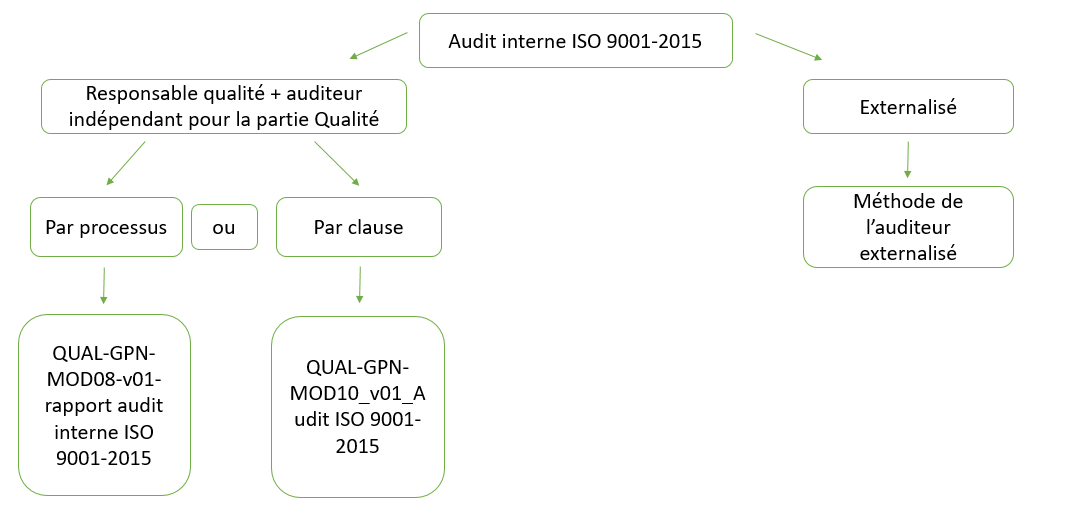 Audit interne ISO 9001-2015
Responsable qualité + auditeur
indépendant pour la partie Qualité
Externalisé
Par processus
ou
Par clause
Méthode de
l’auditeur
externalisé
QUAL-GPN-
MOD08-v01-
rapport audit
interne ISO
9001-2015
QUAL-GPN-
MOD10_v01_A
udit ISO 9001-
2015